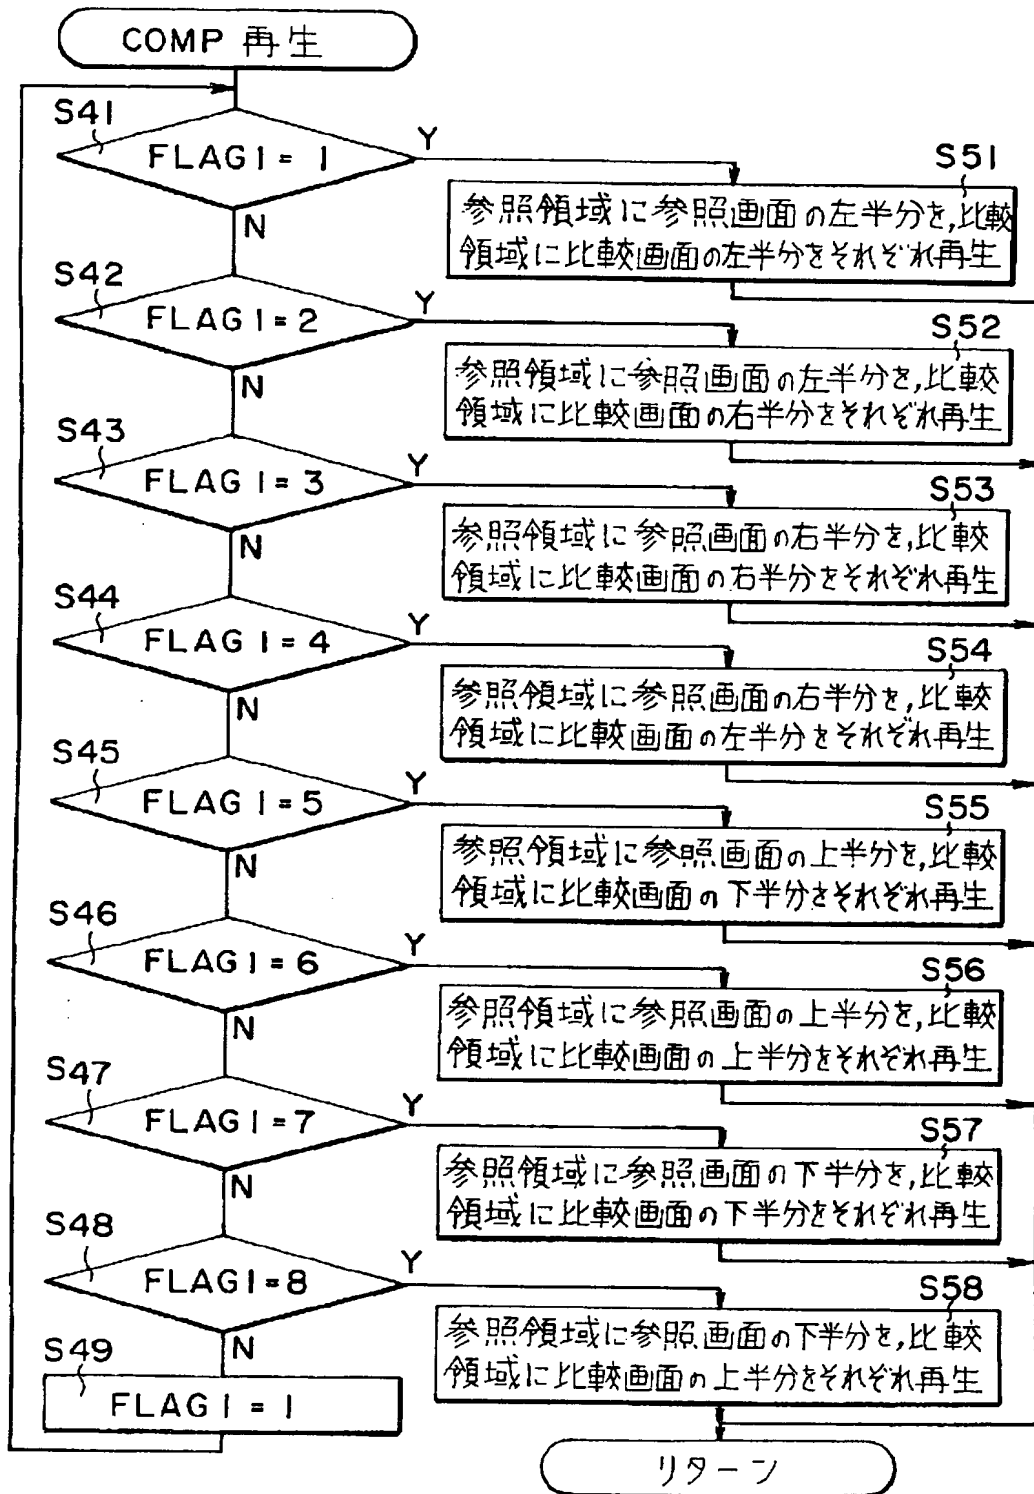 COMP 再生
S41
FLAG1 = 1
Y
N
S51
参照領域に参照画面の左半分を,比較
領域に比較画面の左半分をそれぞれ再生
S42
FLAG1=2
Y
N
S52
参照領域に参照画面の左半分を,比較
領域に比較画面の右半分をそれぞれ再生
S43
FLAG1=3
Y
N
S53
参照領域に参照画面の右半分を,比較
領域に比較画面の右半分をそれぞれ再生
S44
FLAG1=4
Y
N
S54
参照領域に参照画面の右半分を,比較
領域に比較画面の左半分をそれぞれ再生
S45
FLAG1=5
Y
N
S55
参照領域に参照画面の上半分を,比較
領域に比較画面の下半分をそれぞれ再生
S46
FLAG1=6
Y
N
S56
参照領域に参照画面の上半分を,比較
領域に比較画面の上半分をそれぞれ再生
S47
FLAG1=7
Y
N
S57
参照領域に参照画面の下半分を,比較
領域に比較画面の下半分をそれぞれ再生
S48
FLAG1=8
Y
N
S58
参照領域に参照画面の下半分を,比較
領域に比較画面の上半分をそれぞれ再生
S49
FLAG1 = 1
リターン